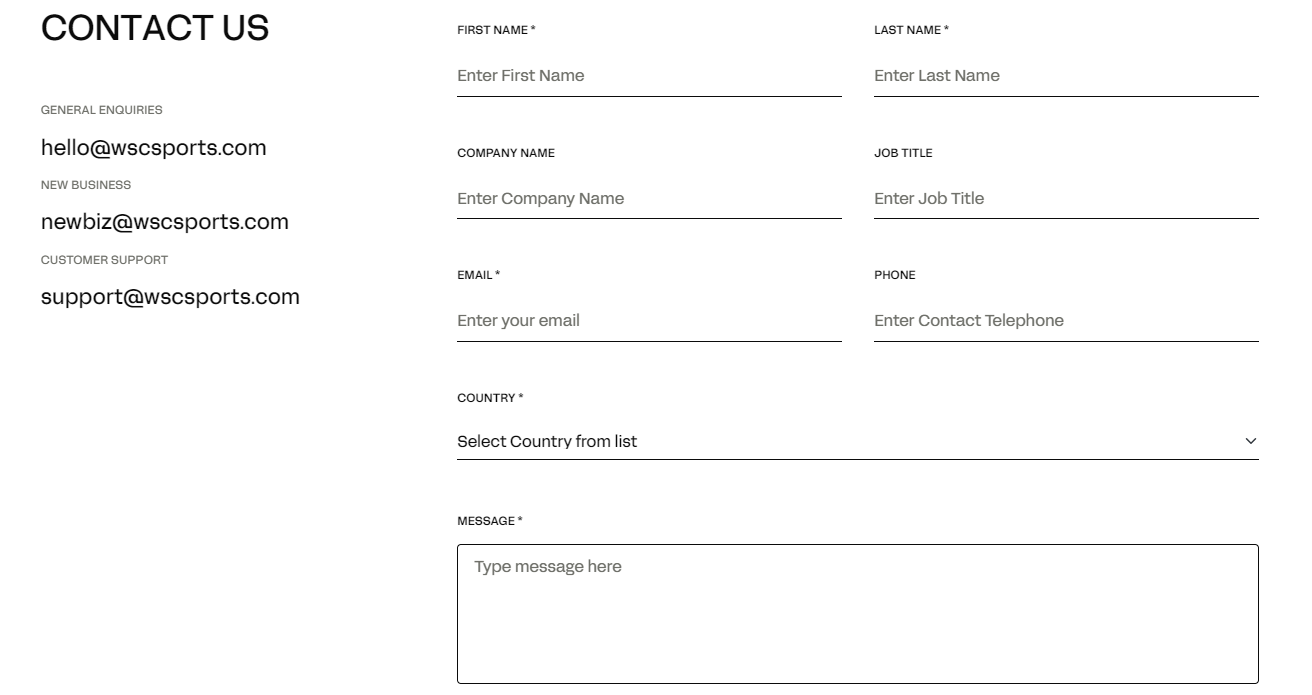 CONTACT US
GENERAL ENQUIRIES
hello@wscsports.com
NEW BUSINESS
newbiz@wscsports.com
CUSTOMER SUPPORT
support@wscsports.com
FIRST NAME *
Enter First Name
LAST NAME *
Enter Last Name
COMPANY NAME
Enter Company Name
JOB TITLE
Enter Job Title
EMAIL *
Enter your email
PHONE
Enter Contact Telephone
COUNTRY *
Select Country from list
MESSAGE *
Type message here